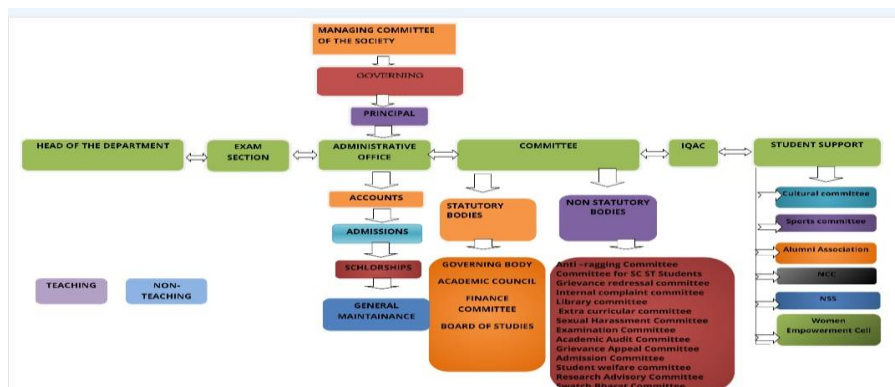 MANAGING COMMITTEE
OF THE SOCIETY
GOVERNING
PRINCIPAL
HEAD OF THE DEPARTMENT
EXAM
SECTION
ADMINISTRATIVE
OFFICE
COMMITTEE
IQAC
STUDENT SUPPORT
ACCOUNTS
ADMISSIONS
SCHLORSHIPS
GENERAL
MAINTAINANCE
STATUTORY
BODIES
NON STATUTORY
BODIES
GOVERNING BODY
ACADEMIC COUNCIL
FINANCE
COMMITTEE
BOARD OF STUDIES
Anti –ragging Committee
Committee for SC ST Students
Grievance redressal committee
Internal complaint committee
Library committee
Extra curricular committee
Sexual Harassment Committee
Examination Committee
Academic Audit Committee
Grievance Appeal Committee
Admission Committee
Student welfare committee
Research Advisory Committee
Swatch Bharat Committee
Cultural committee
Sports committee
Alumni Association
NCC
NSS
Women
Empowerment Cell
TEACHING
NON-
TEACHING